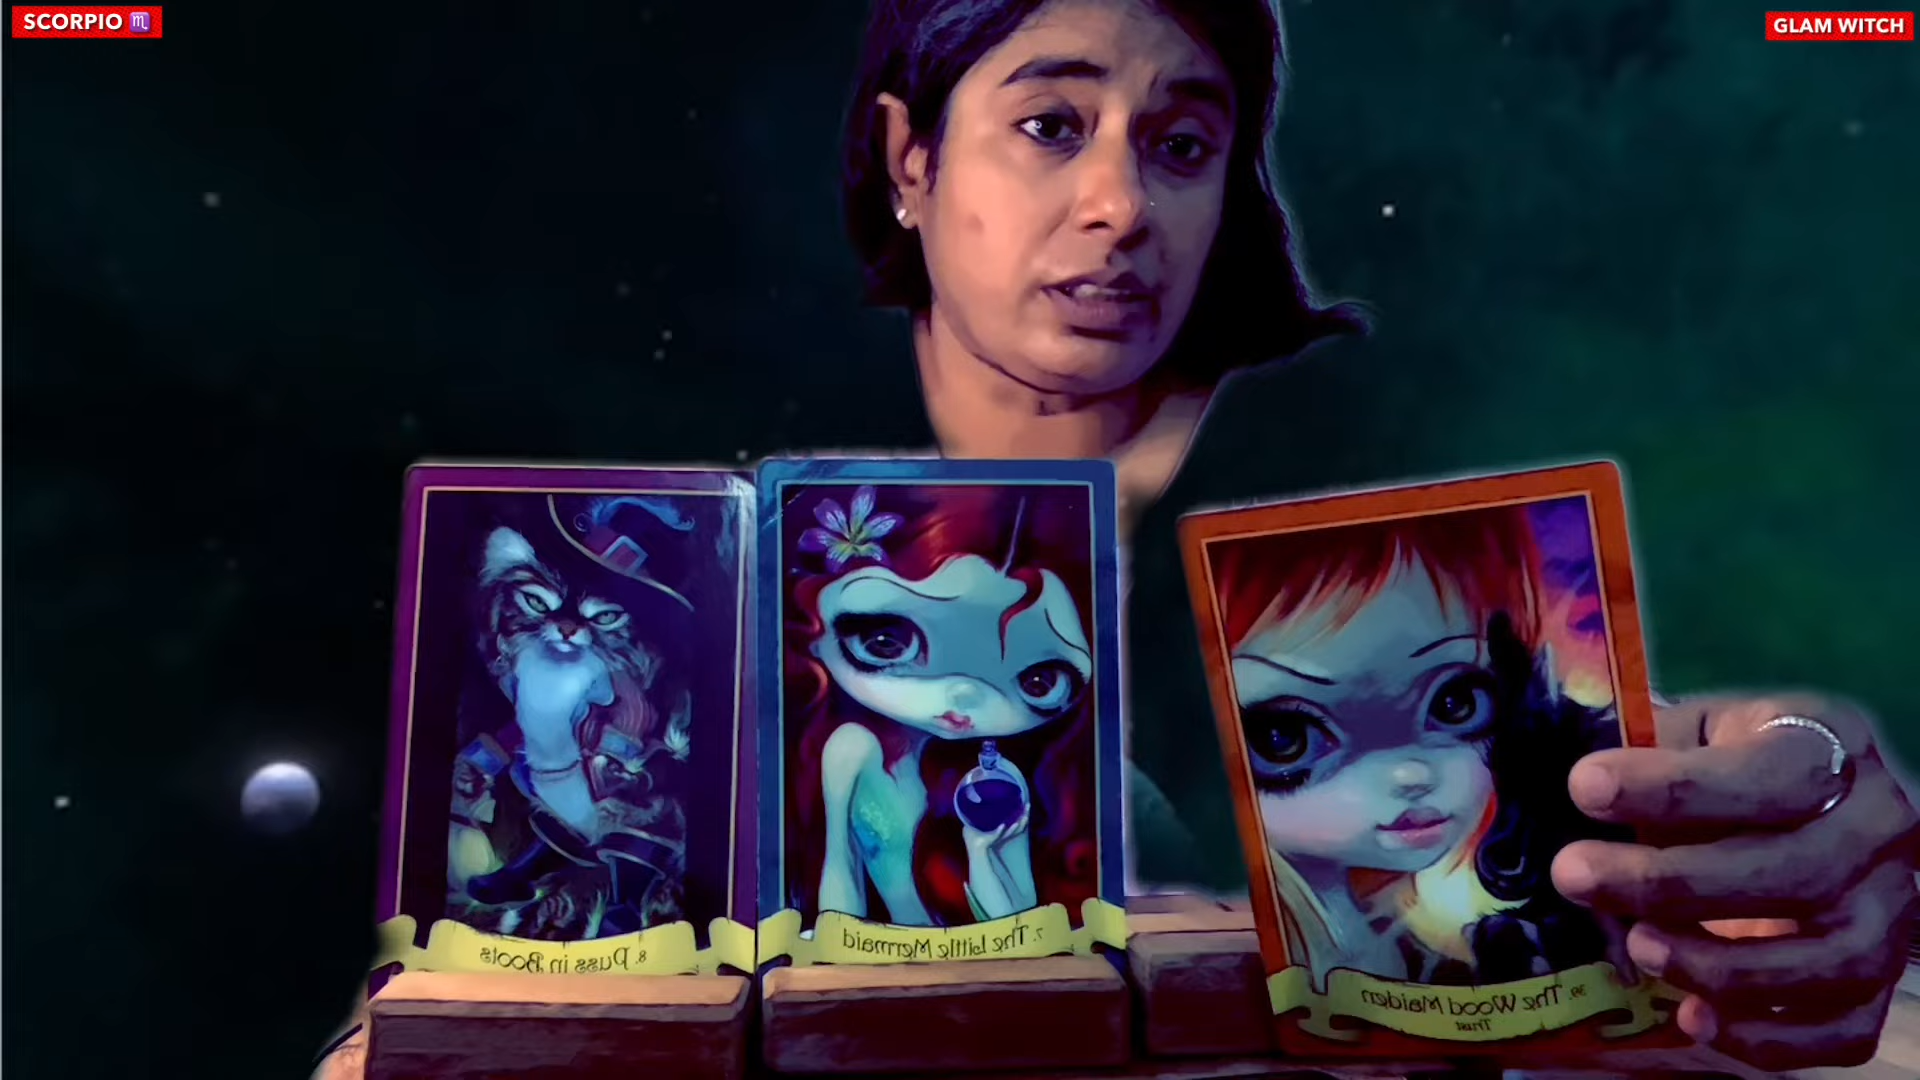 SCORPIO ♏
GLAM WITCH
8. Puss in Boots
7. The Little Mermaid
39. The Wood Maiden
Trust